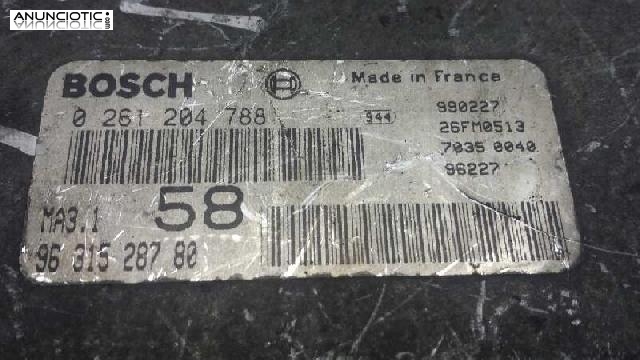 ANUNCIOTIC.com
BOSCH Made in France
0 261 204 788 944 990227
26FM0513
7035 0040
96227
MA3.1 58
96 315 287 80